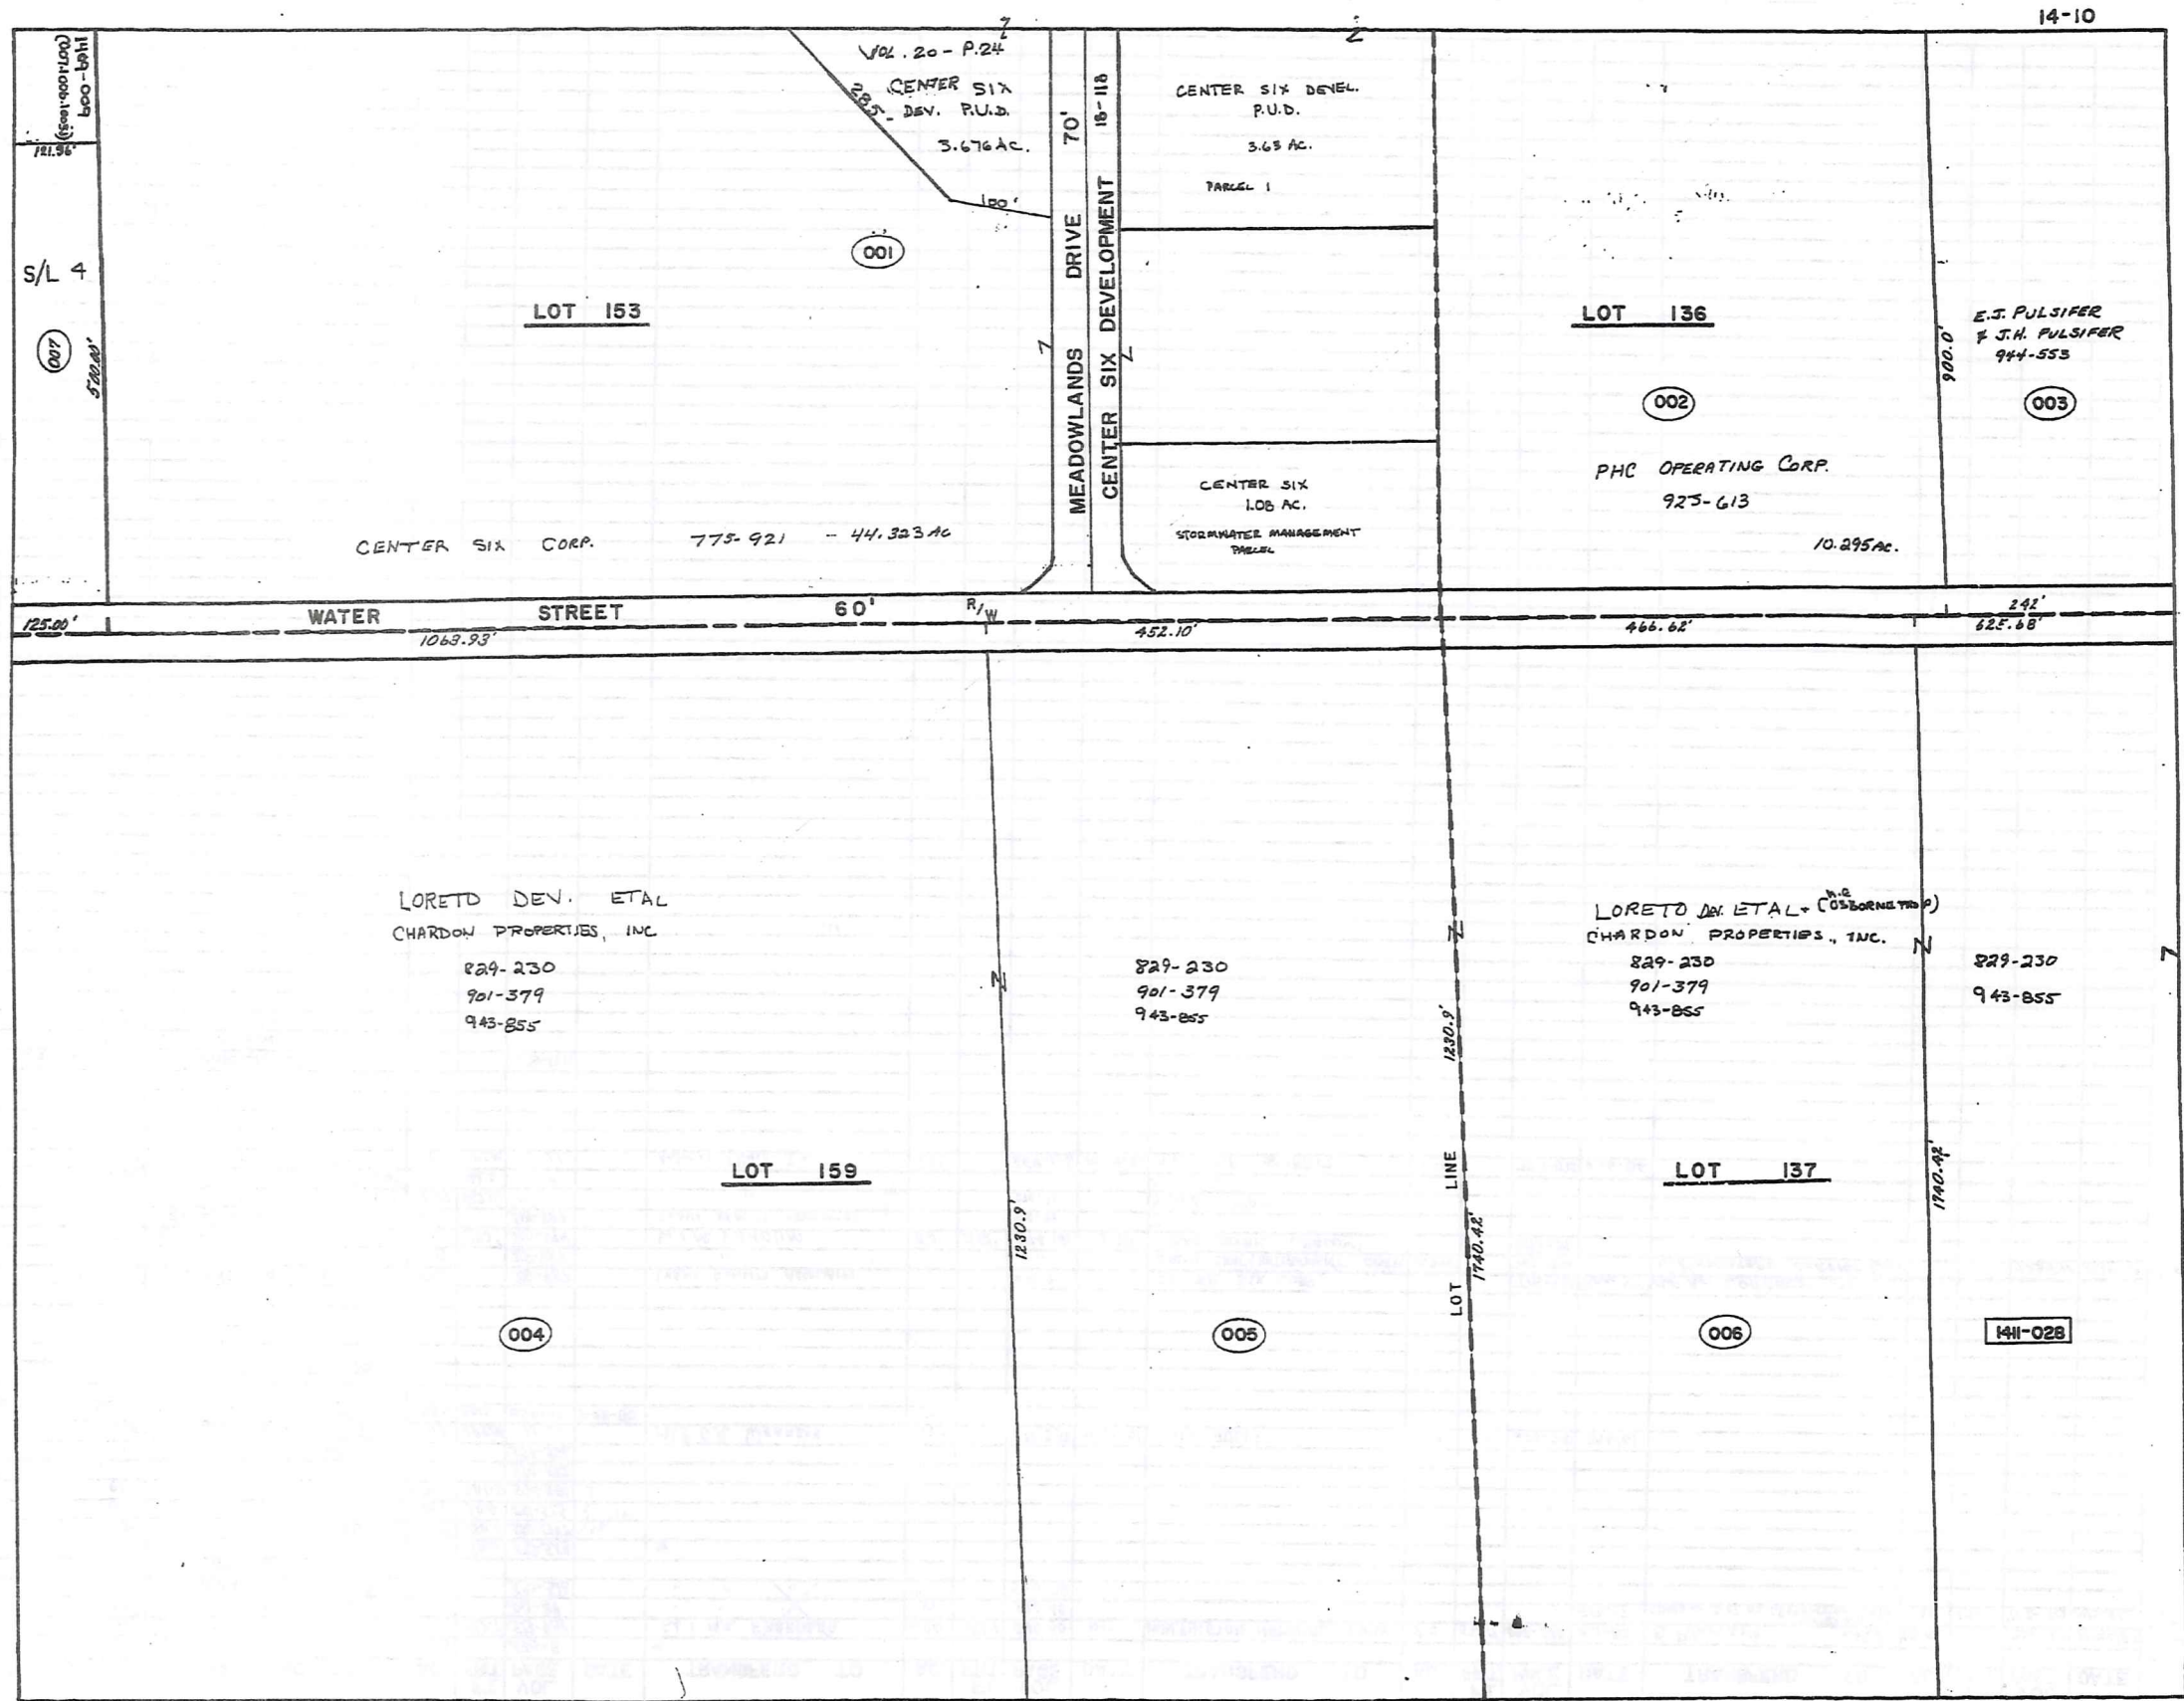 14-10
1409-009
(007,1006,1005)
121.96'
S/L 4
007
500.00'
VOL. 20 - P. 24
CENTER SIX
DEV. P.U.D.
3.676 AC.
285'
100'
001
LOT 153
CENTER SIX CORP. 775-921 - 44.323 AC
MEADOWLANDS DRIVE 70'
CENTER SIX DEVELOPMENT 18-118
CENTER SIX DEVEL.
P.U.D.
3.63 AC.
PARCEL 1
CENTER SIX
1.08 AC.
STORMWATER MANAGEMENT
PARCEL
LOT 136
002
PHC OPERATING CORP.
925-613
10.295 AC.
900.0'
E.J. PULSIFER
& J.H. PULSIFER
944-553
003
WATER STREET 60' R/W
242'
125.00'
1063.93'
452.10'
466.62'
625.68'
LORETO DEV. ETAL
CHARDON PROPERTIES, INC
829-230
901-379
943-855
LOT 159
004
1230.9'
829-230
901-379
943-855
005
1230.9'
LOT LINE
1740.42'
LORETO DEV. ETAL
CHARDON PROPERTIES., INC.
829-230
901-379
943-855
LOT 137
006
1740.42'
829-230
943-855
1411-028